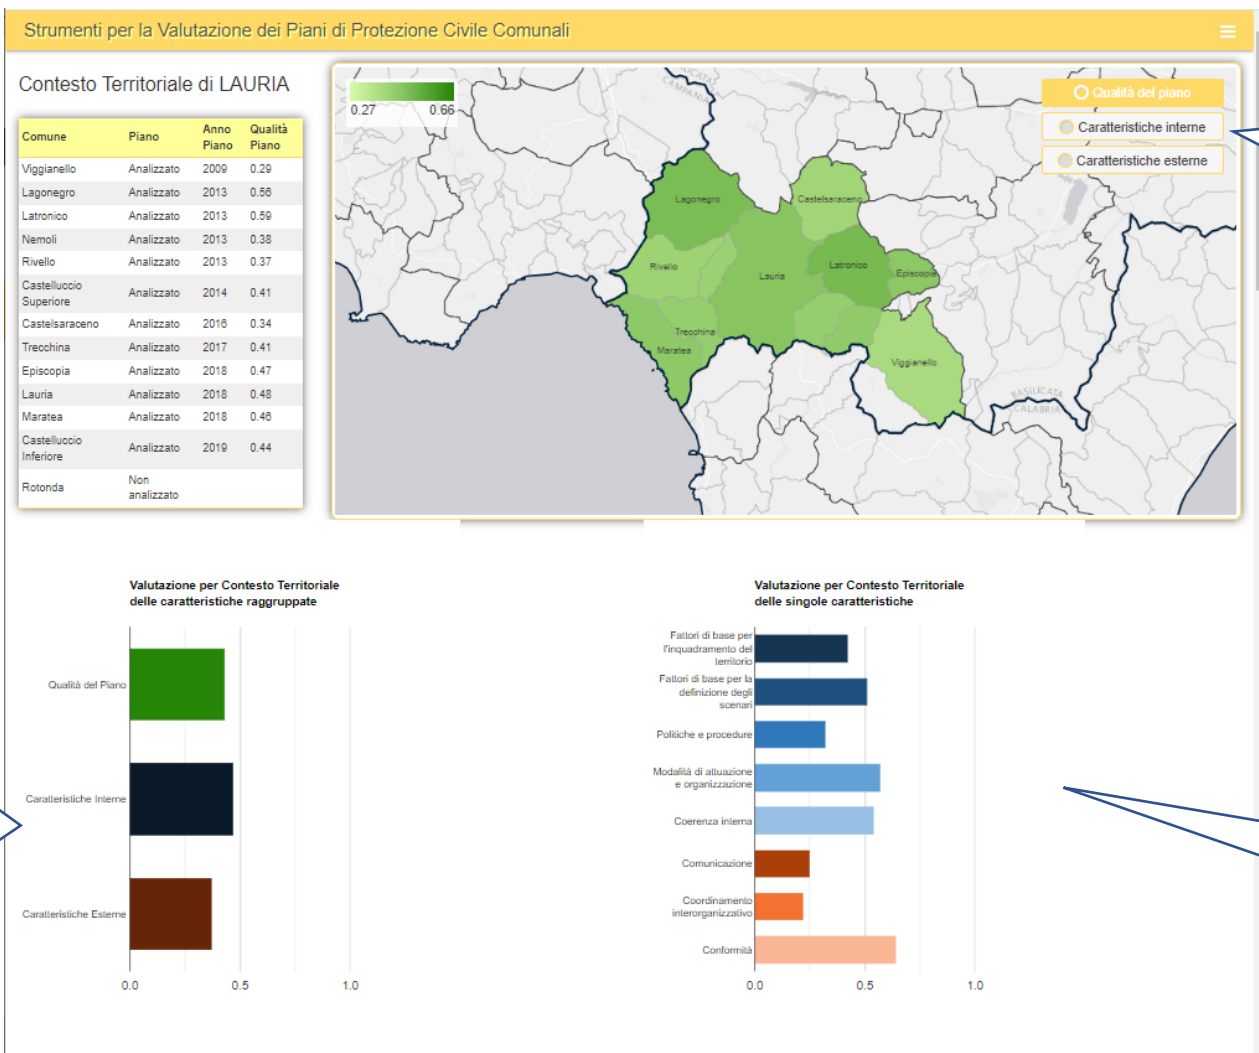 Strumenti per la Valutazione dei Piani di Protezione Civile Comunali
Contesto Territoriale di LAURIA
Comune Piano Anno Piano Qualità Piano
Viggianello Analizzato 2009 0.29
Lagonegro Analizzato 2013 0.56
Latronico Analizzato 2013 0.59
Nemoli Analizzato 2013 0.38
Rivello Analizzato 2013 0.37
Castelluccio Superiore Analizzato 2014 0.41
Castelsaraceno Analizzato 2016 0.34
Trecchina Analizzato 2017 0.41
Episcopia Analizzato 2018 0.47
Lauria Analizzato 2018 0.48
Maratea Analizzato 2018 0.46
Castelluccio Inferiore Analizzato 2019 0.44
Rotonda Non analizzato
0.27 0.66
BASILICATA
CAMPANIA
Qualità del piano
Caratteristiche interne
Caratteristiche esterne
Lagonegro
Castelsaraceno
Rivello
Lauria
Latronico
Episcopia
Trecchina
Maratea
Viggianello
BASILICATA
CALABRIA
Valutazione per Contesto Territoriale
delle caratteristiche raggruppate
Qualità del Piano
Caratteristiche Interne
Caratteristiche Esterne
0.0 0.5 1.0
Valutazione per Contesto Territoriale
delle singole caratteristiche
Fattori di base per
l'inquadramento del
territorio
Fattori di base per la
definizione degli
scenari
Politiche e procedure
Modalità di attuazione
e organizzazione
Coerenza interna
Comunicazione
Coordinamento
interorganizzativo
Conformità
0.0 0.5 1.0